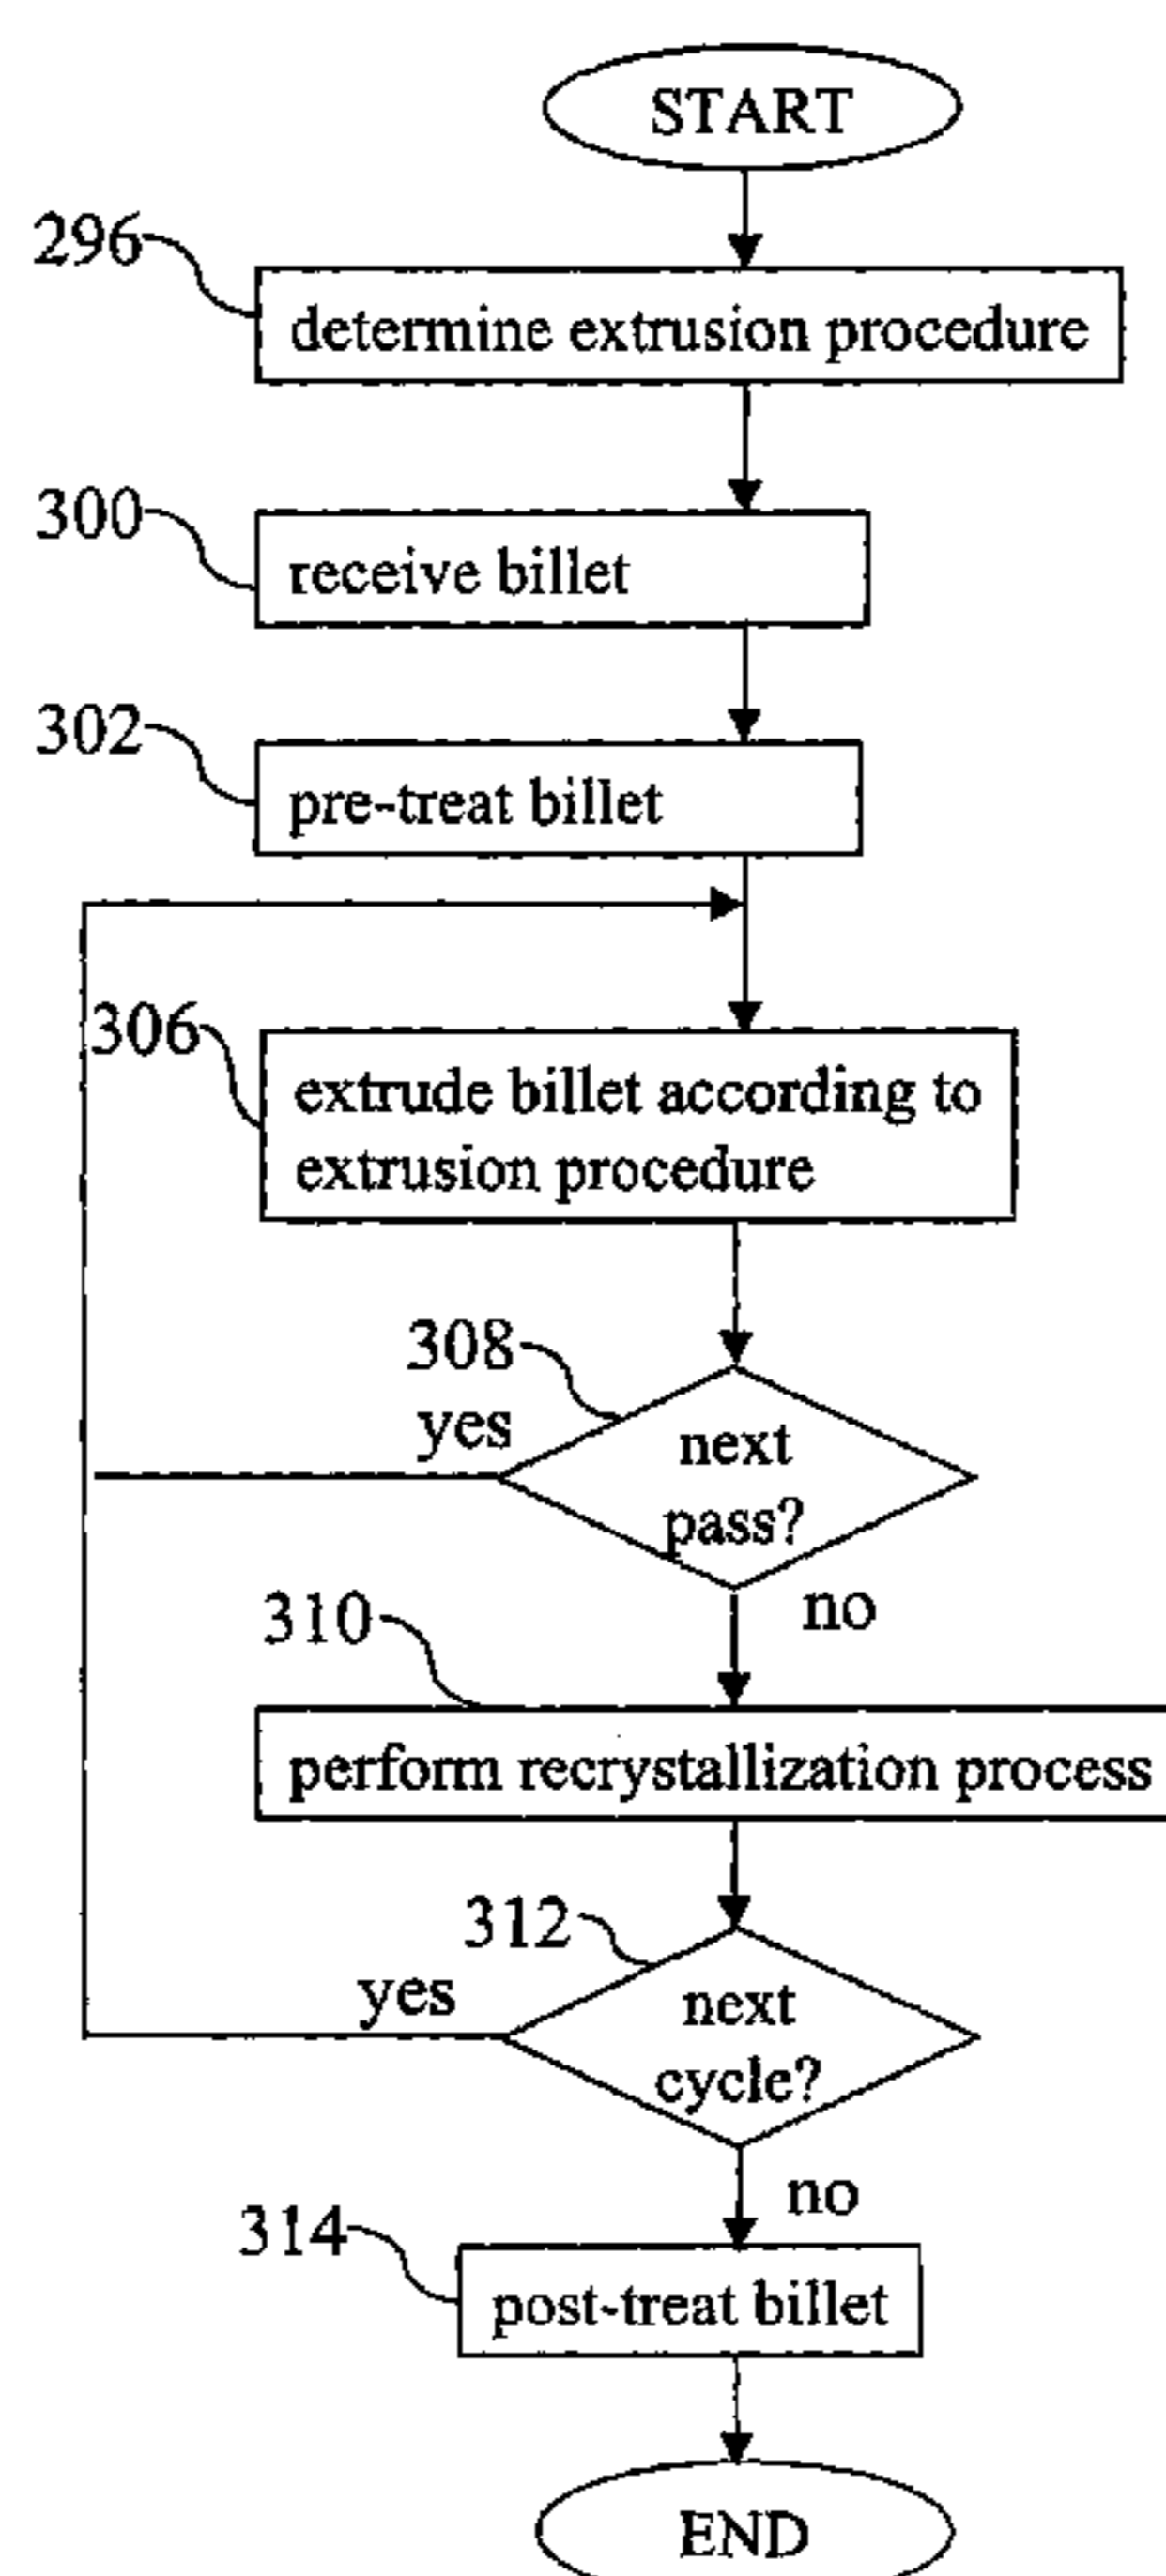 START
296
determine extrusion procedure
300
receive billet
302
pre-treat billet
306
extrude billet according to
extrusion procedure
308
yes
next
pass?
no
310
perform recrystallization process
312
yes
next
cycle?
no
314
post-treat billet
END